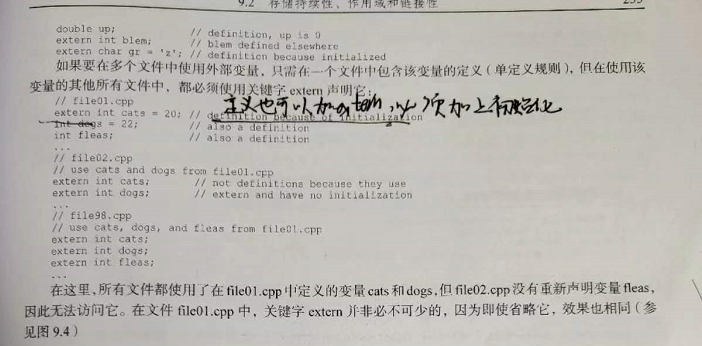 9.2 存储持续性、作用域和链接性
double up; // definition, up is 0
extern int blem; // blem defined elsewhere
extern char gr = 'z'; // definition because initialized
如果要在多个文件中使用外部变量，只需在一个文件中包含该变量的定义（单定义规则），但在使用该
变量的其他所有文件中，都必须使用关键字 extern 声明它：
// file01.cpp
定义也可以加 必须加上初始化
extern int cats = 20; // definition because of initialization
int dogs = 22; // also a definition
int fleas; // also a definition
...
// file02.cpp
// use cats and dogs from file01.cpp
extern int cats; // not definitions because they use
extern int dogs; // extern and have no initialization
...
// file98.cpp
// use cats, dogs, and fleas from file01.cpp
extern int cats;
extern int dogs;
extern int fleas;
...
在这里，所有文件都使用了在 file01.cpp 中定义的变量 cats 和 dogs，但 file02.cpp 没有重新声明变量 fleas，
因此无法访问它。在文件 file01.cpp 中，关键字 extern 并非必不可少的，因为即使省略它，效果也相同（参
见图 9.4）